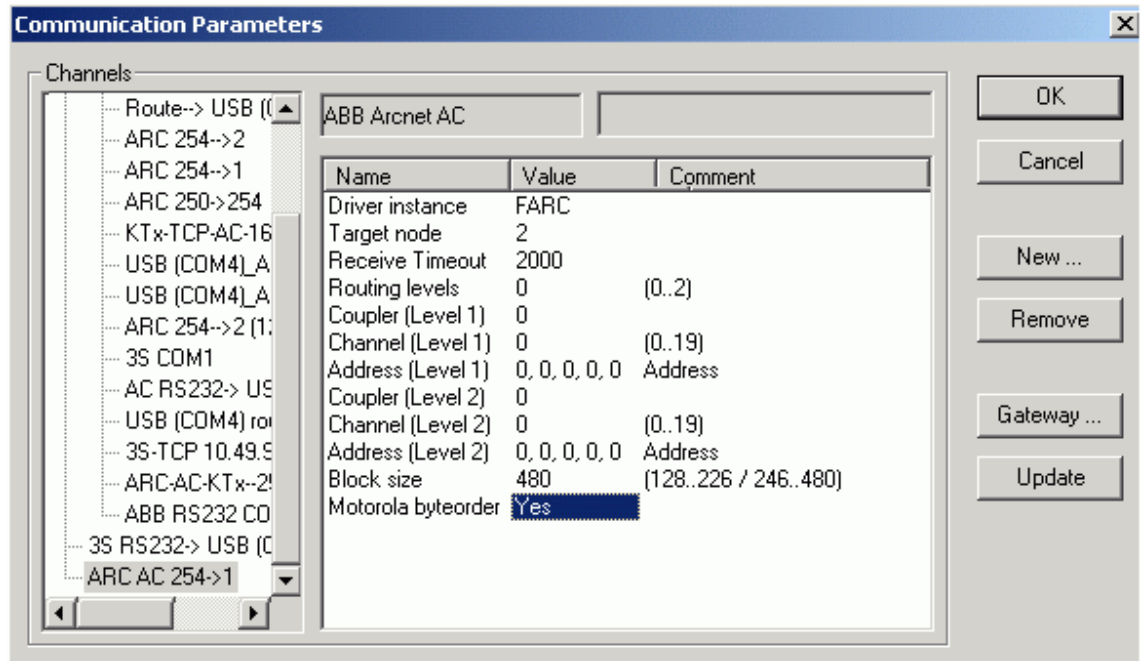 Communication Parameters
Channels
Route--> USB (C
ARC 254-->2
ARC 254-->1
ARC 250->254
KTx-TCP-AC-16
USB (COM4)_A
USB (COM4)_A
ARC 254-->2 (1:
3S COM1
AC RS232-> US
USB (COM4) rou
3S-TCP 10.49.9
ARC-AC-KTx--2
ABB RS232 CO
3S RS232-> USB (C
ARC AC 254->1
ABB Arcnet AC
Name Value Comment
Driver instance FARC
Target node 2
Receive Timeout 2000
Routing levels 0 (0..2)
Coupler (Level 1) 0
Channel (Level 1) 0 (0..19)
Address (Level 1) 0, 0, 0, 0, 0 Address
Coupler (Level 2) 0
Channel (Level 2) 0 (0..19)
Address (Level 2) 0, 0, 0, 0, 0 Address
Block size 480 (128..226 / 246..480)
Motorola byteorder Yes
OK
Cancel
New ...
Remove
Gateway ...
Update